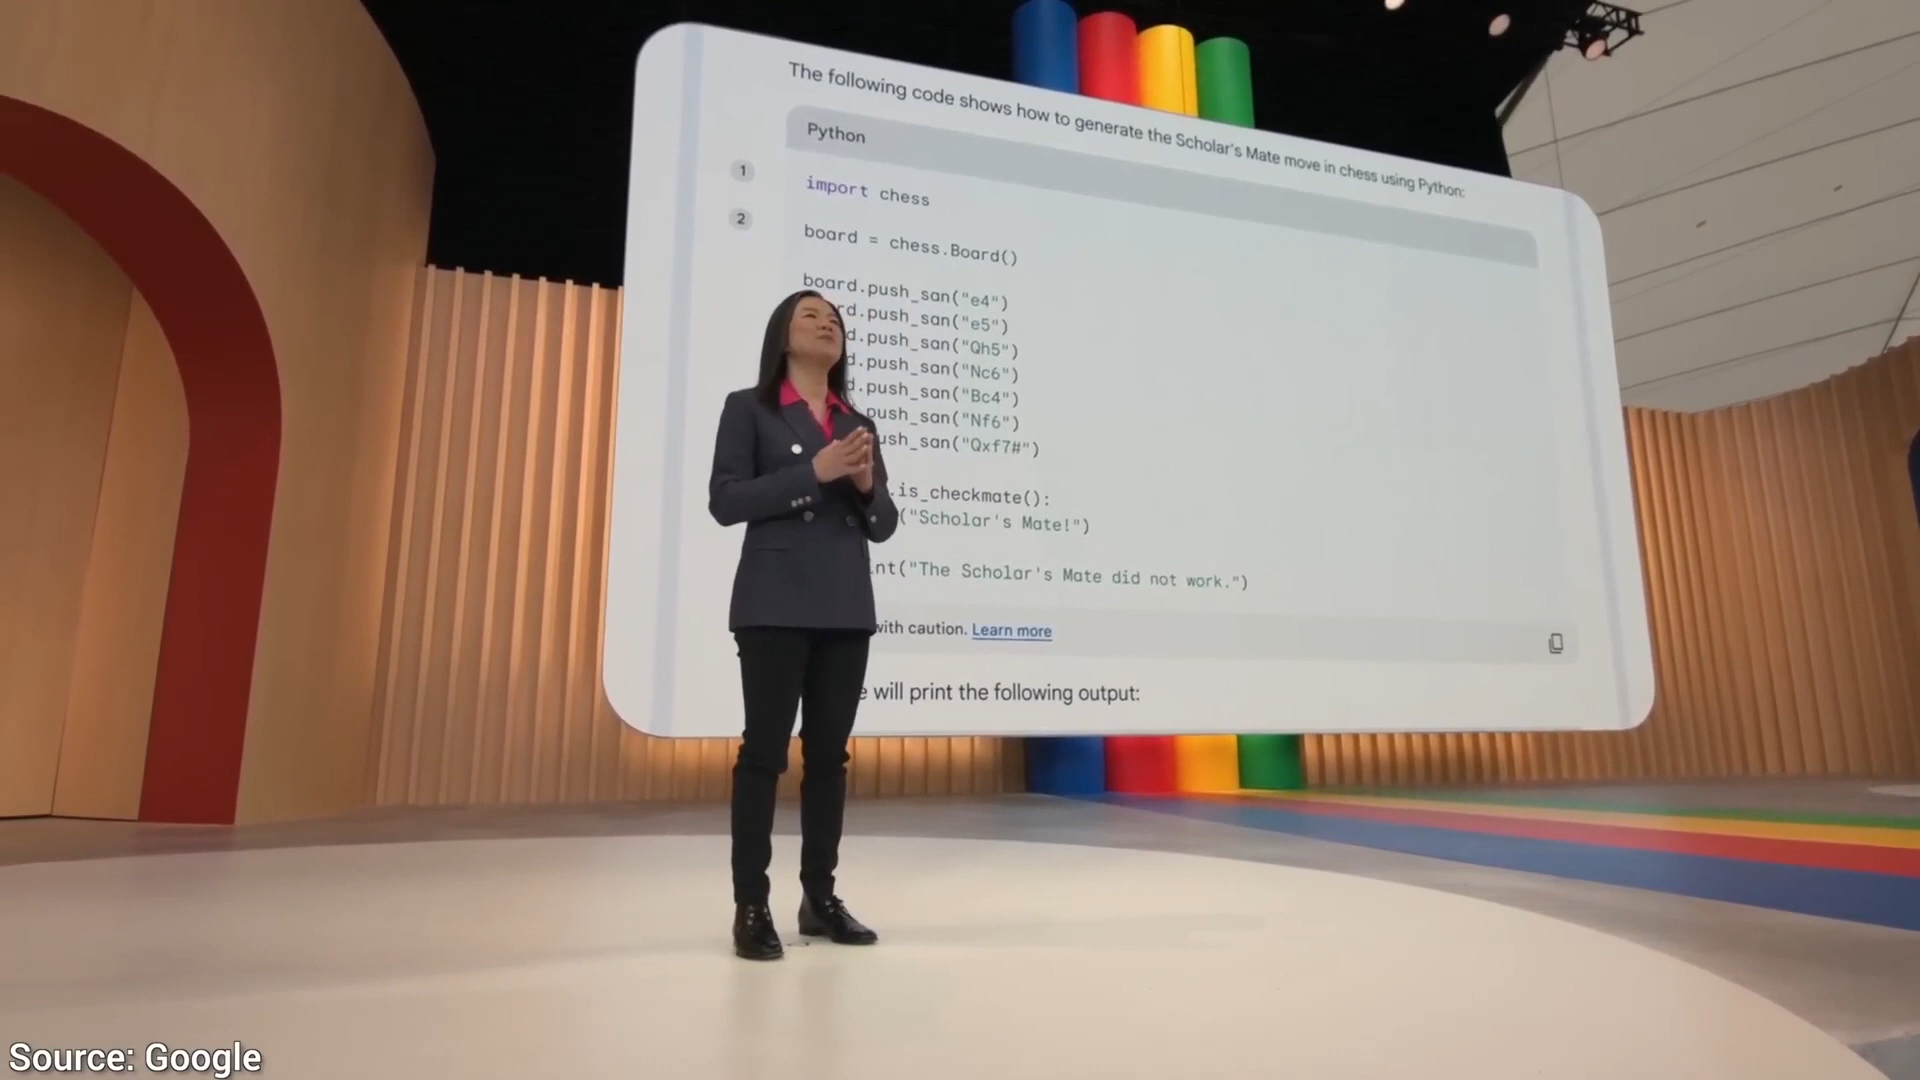 The following code shows how to generate the Scholar's Mate move in chess using Python:
Python
1
import chess
2
board = chess.Board()
board.push_san("e4")
rd.push_san("e5")
d.push_san("Qh5")
d.push_san("Nc6")
d.push_san("Bc4")
push_san("Nf6")
ush_san("Qxf7#")
.is_checkmate():
("Scholar's Mate!")
int("The Scholar's Mate did not work.")
with caution. Learn more
e will print the following output:
Source: Google